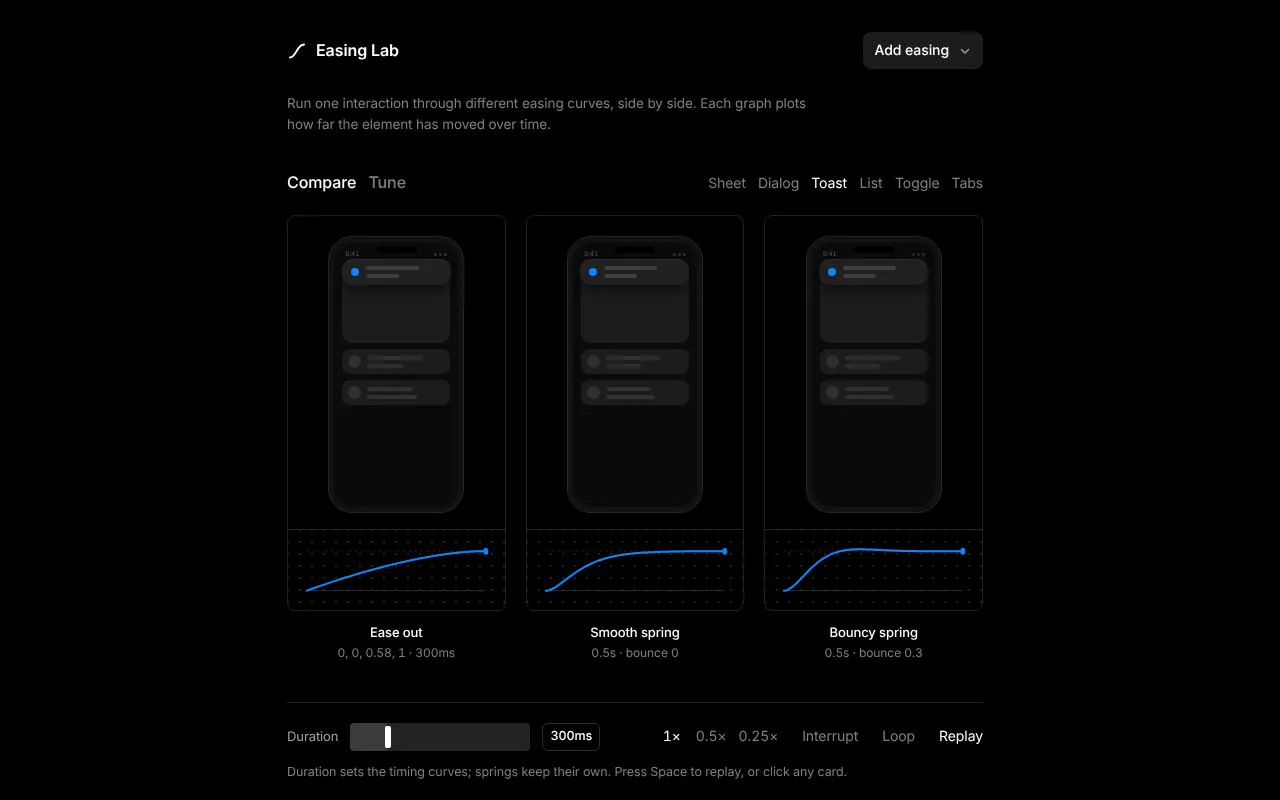 Easing Lab
Add easing
Run one interaction through different easing curves, side by side. Each graph plots
how far the element has moved over time.
Compare Tune
Sheet Dialog Toast List Toggle Tabs
9:41
9:41
9:41
Ease out
0, 0, 0.58, 1 · 300ms
Smooth spring
0.5s · bounce 0
Bouncy spring
0.5s · bounce 0.3
Duration
300ms
1× 0.5× 0.25× Interrupt Loop Replay
Duration sets the timing curves; springs keep their own. Press Space to replay, or click any card.